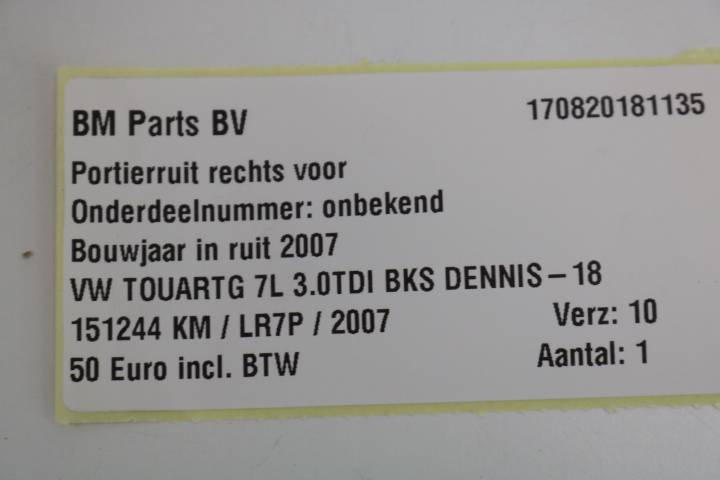 BM Parts BV 170820181135
Portierruit rechts voor
Onderdeelnummer: onbekend
Bouwjaar in ruit 2007
VW TOUARTG 7L 3.0TDI BKS DENNIS – 18
151244 KM / LR7P / 2007 Verz: 10
50 Euro incl. BTW Aantal: 1